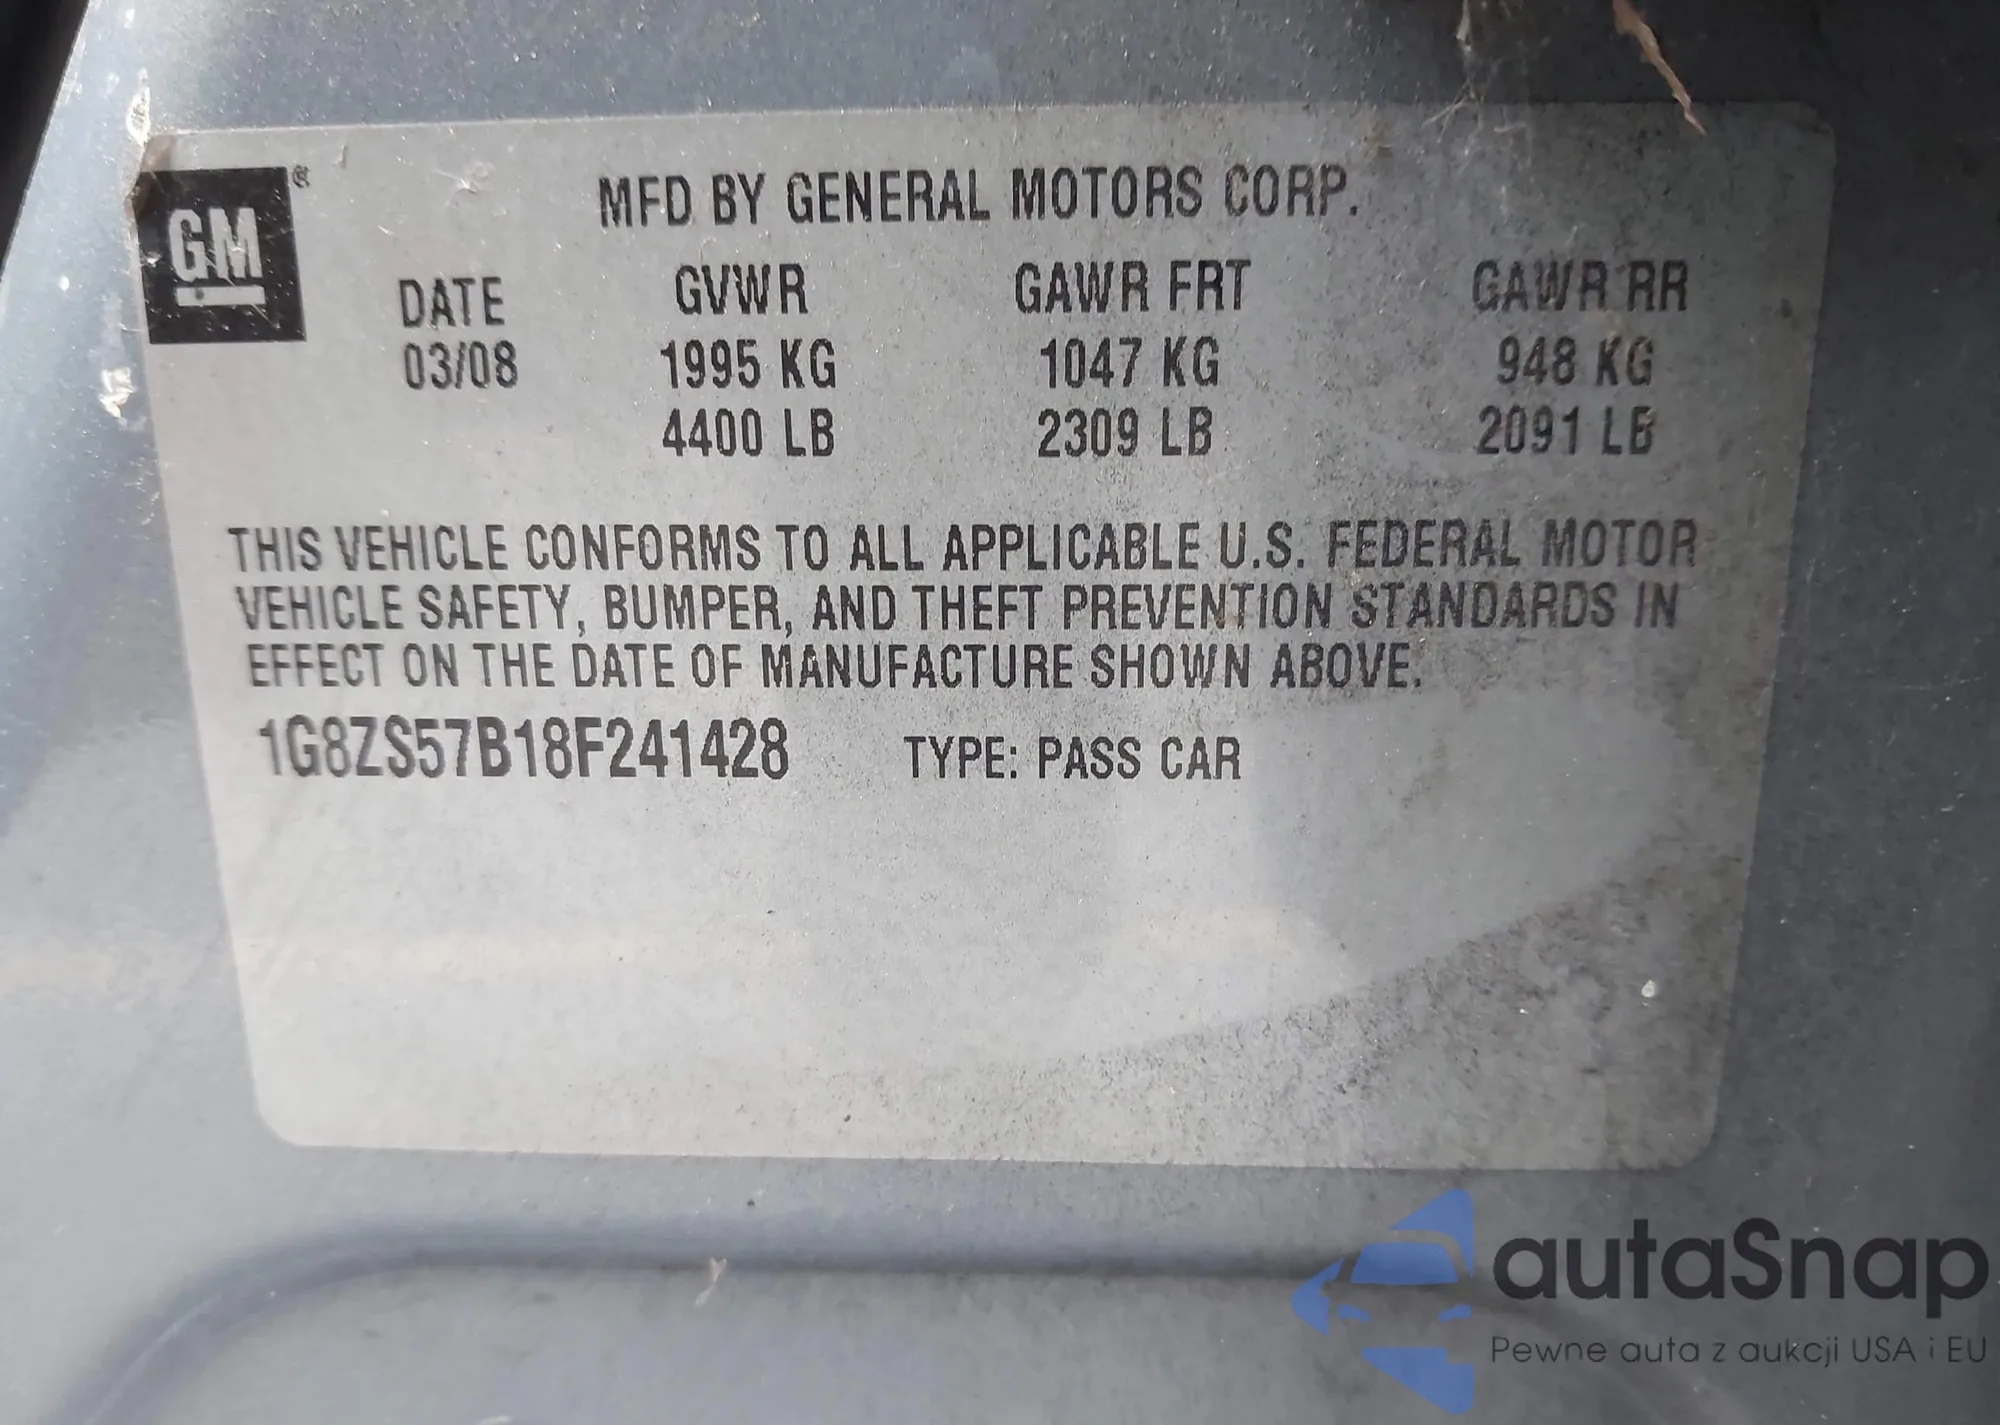 GM ®
MFD BY GENERAL MOTORS CORP.
DATE GVWR GAWR FRT GAWR RR
03/08 1995 KG 1047 KG 948 KG
4400 LB 2309 LB 2091 LB
THIS VEHICLE CONFORMS TO ALL APPLICABLE U.S. FEDERAL MOTOR
VEHICLE SAFETY, BUMPER, AND THEFT PREVENTION STANDARDS IN
EFFECT ON THE DATE OF MANUFACTURE SHOWN ABOVE.
1G8ZS57B18F241428 TYPE: PASS CAR
autaSnap
Pewne auta z aukcji USA i EU